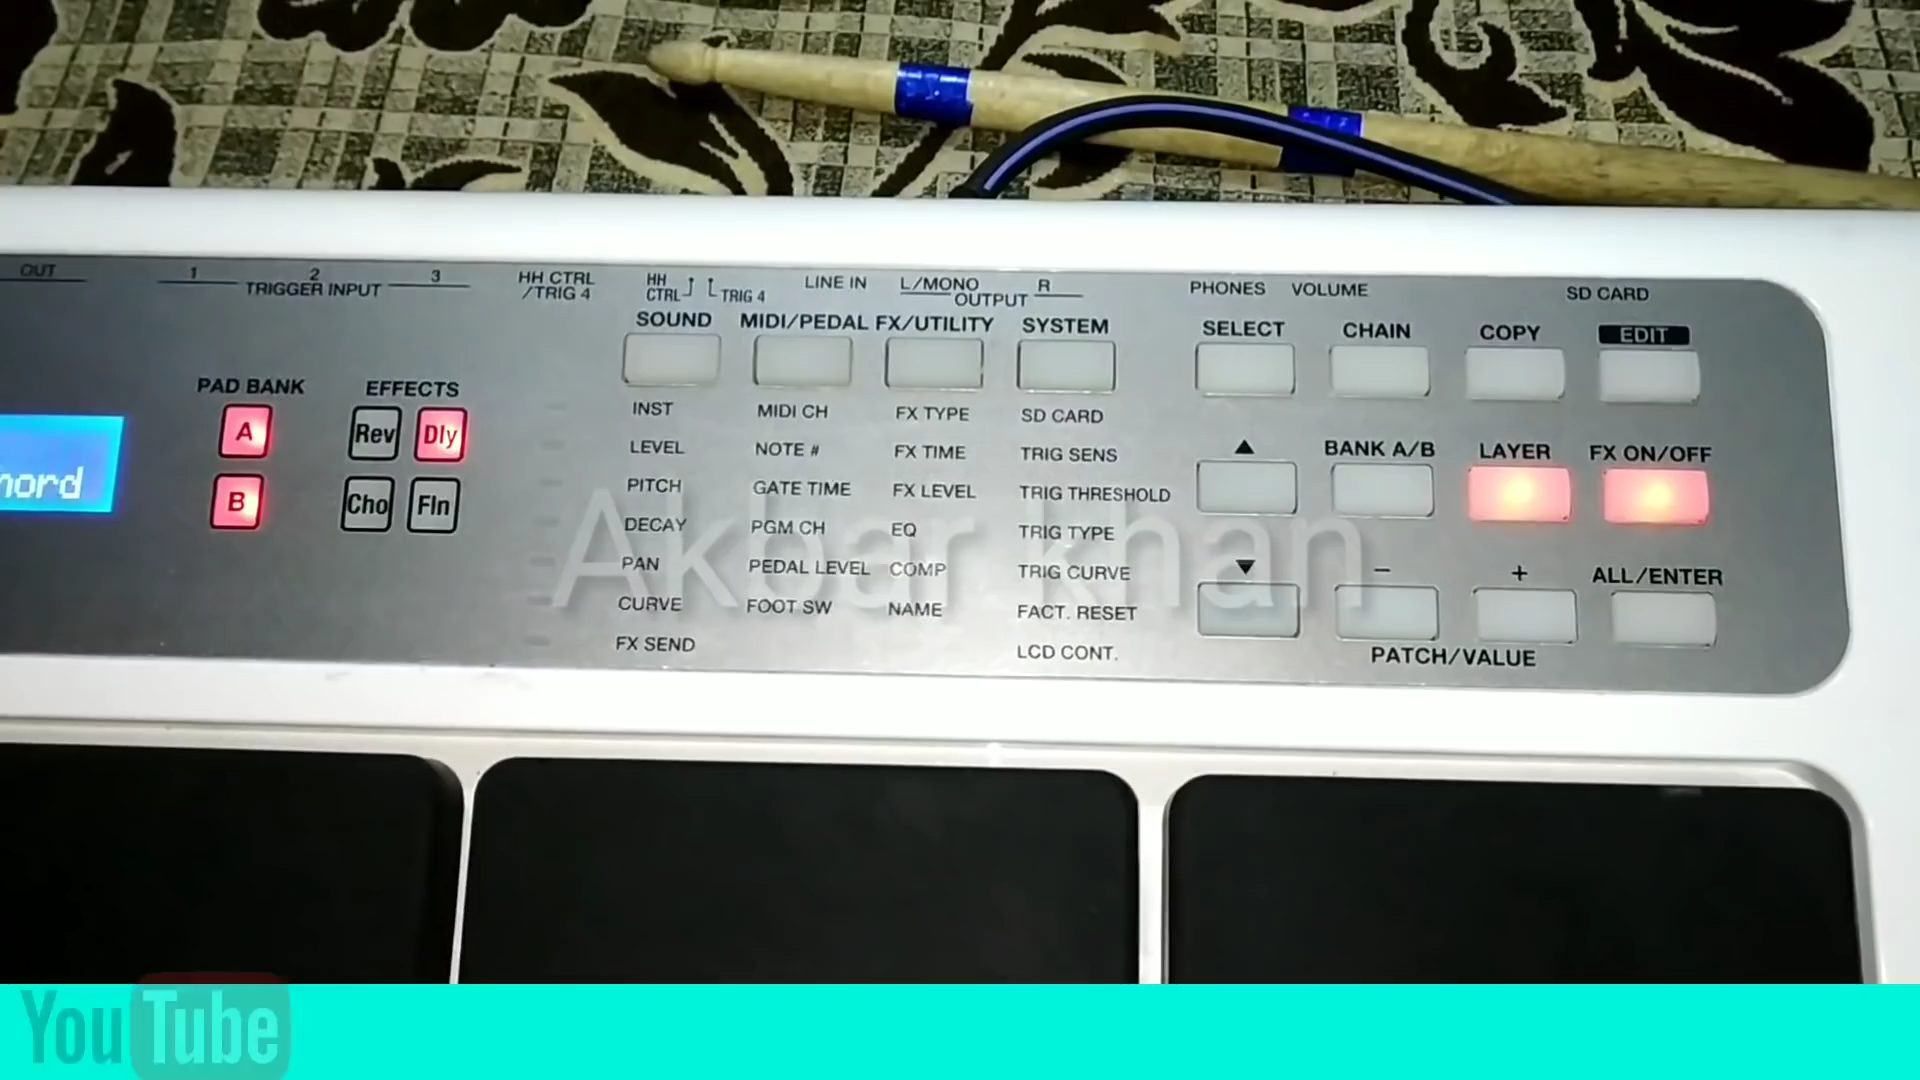 OUT
1 2 3
TRIGGER INPUT
HH CTRL
/TRIG 4
HH
CTRL
TRIG 4
LINE IN
L/MONO R
OUTPUT
PHONES
VOLUME
SD CARD
SOUND MIDI/PEDAL FX/UTILITY SYSTEM
SELECT CHAIN COPY EDIT
PAD BANK
A
B
EFFECTS
Rev Dly
Cho Fln
INST MIDI CH FX TYPE SD CARD
LEVEL NOTE # FX TIME TRIG SENS
PITCH GATE TIME FX LEVEL TRIG THRESHOLD
DECAY PGM CH EQ TRIG TYPE
PAN PEDAL LEVEL COMP TRIG CURVE
CURVE FOOT SW NAME FACT. RESET
FX SEND LCD CONT.
▲ BANK A/B LAYER FX ON/OFF
▼ − + ALL/ENTER
PATCH/VALUE
Akbar khan
YouTube